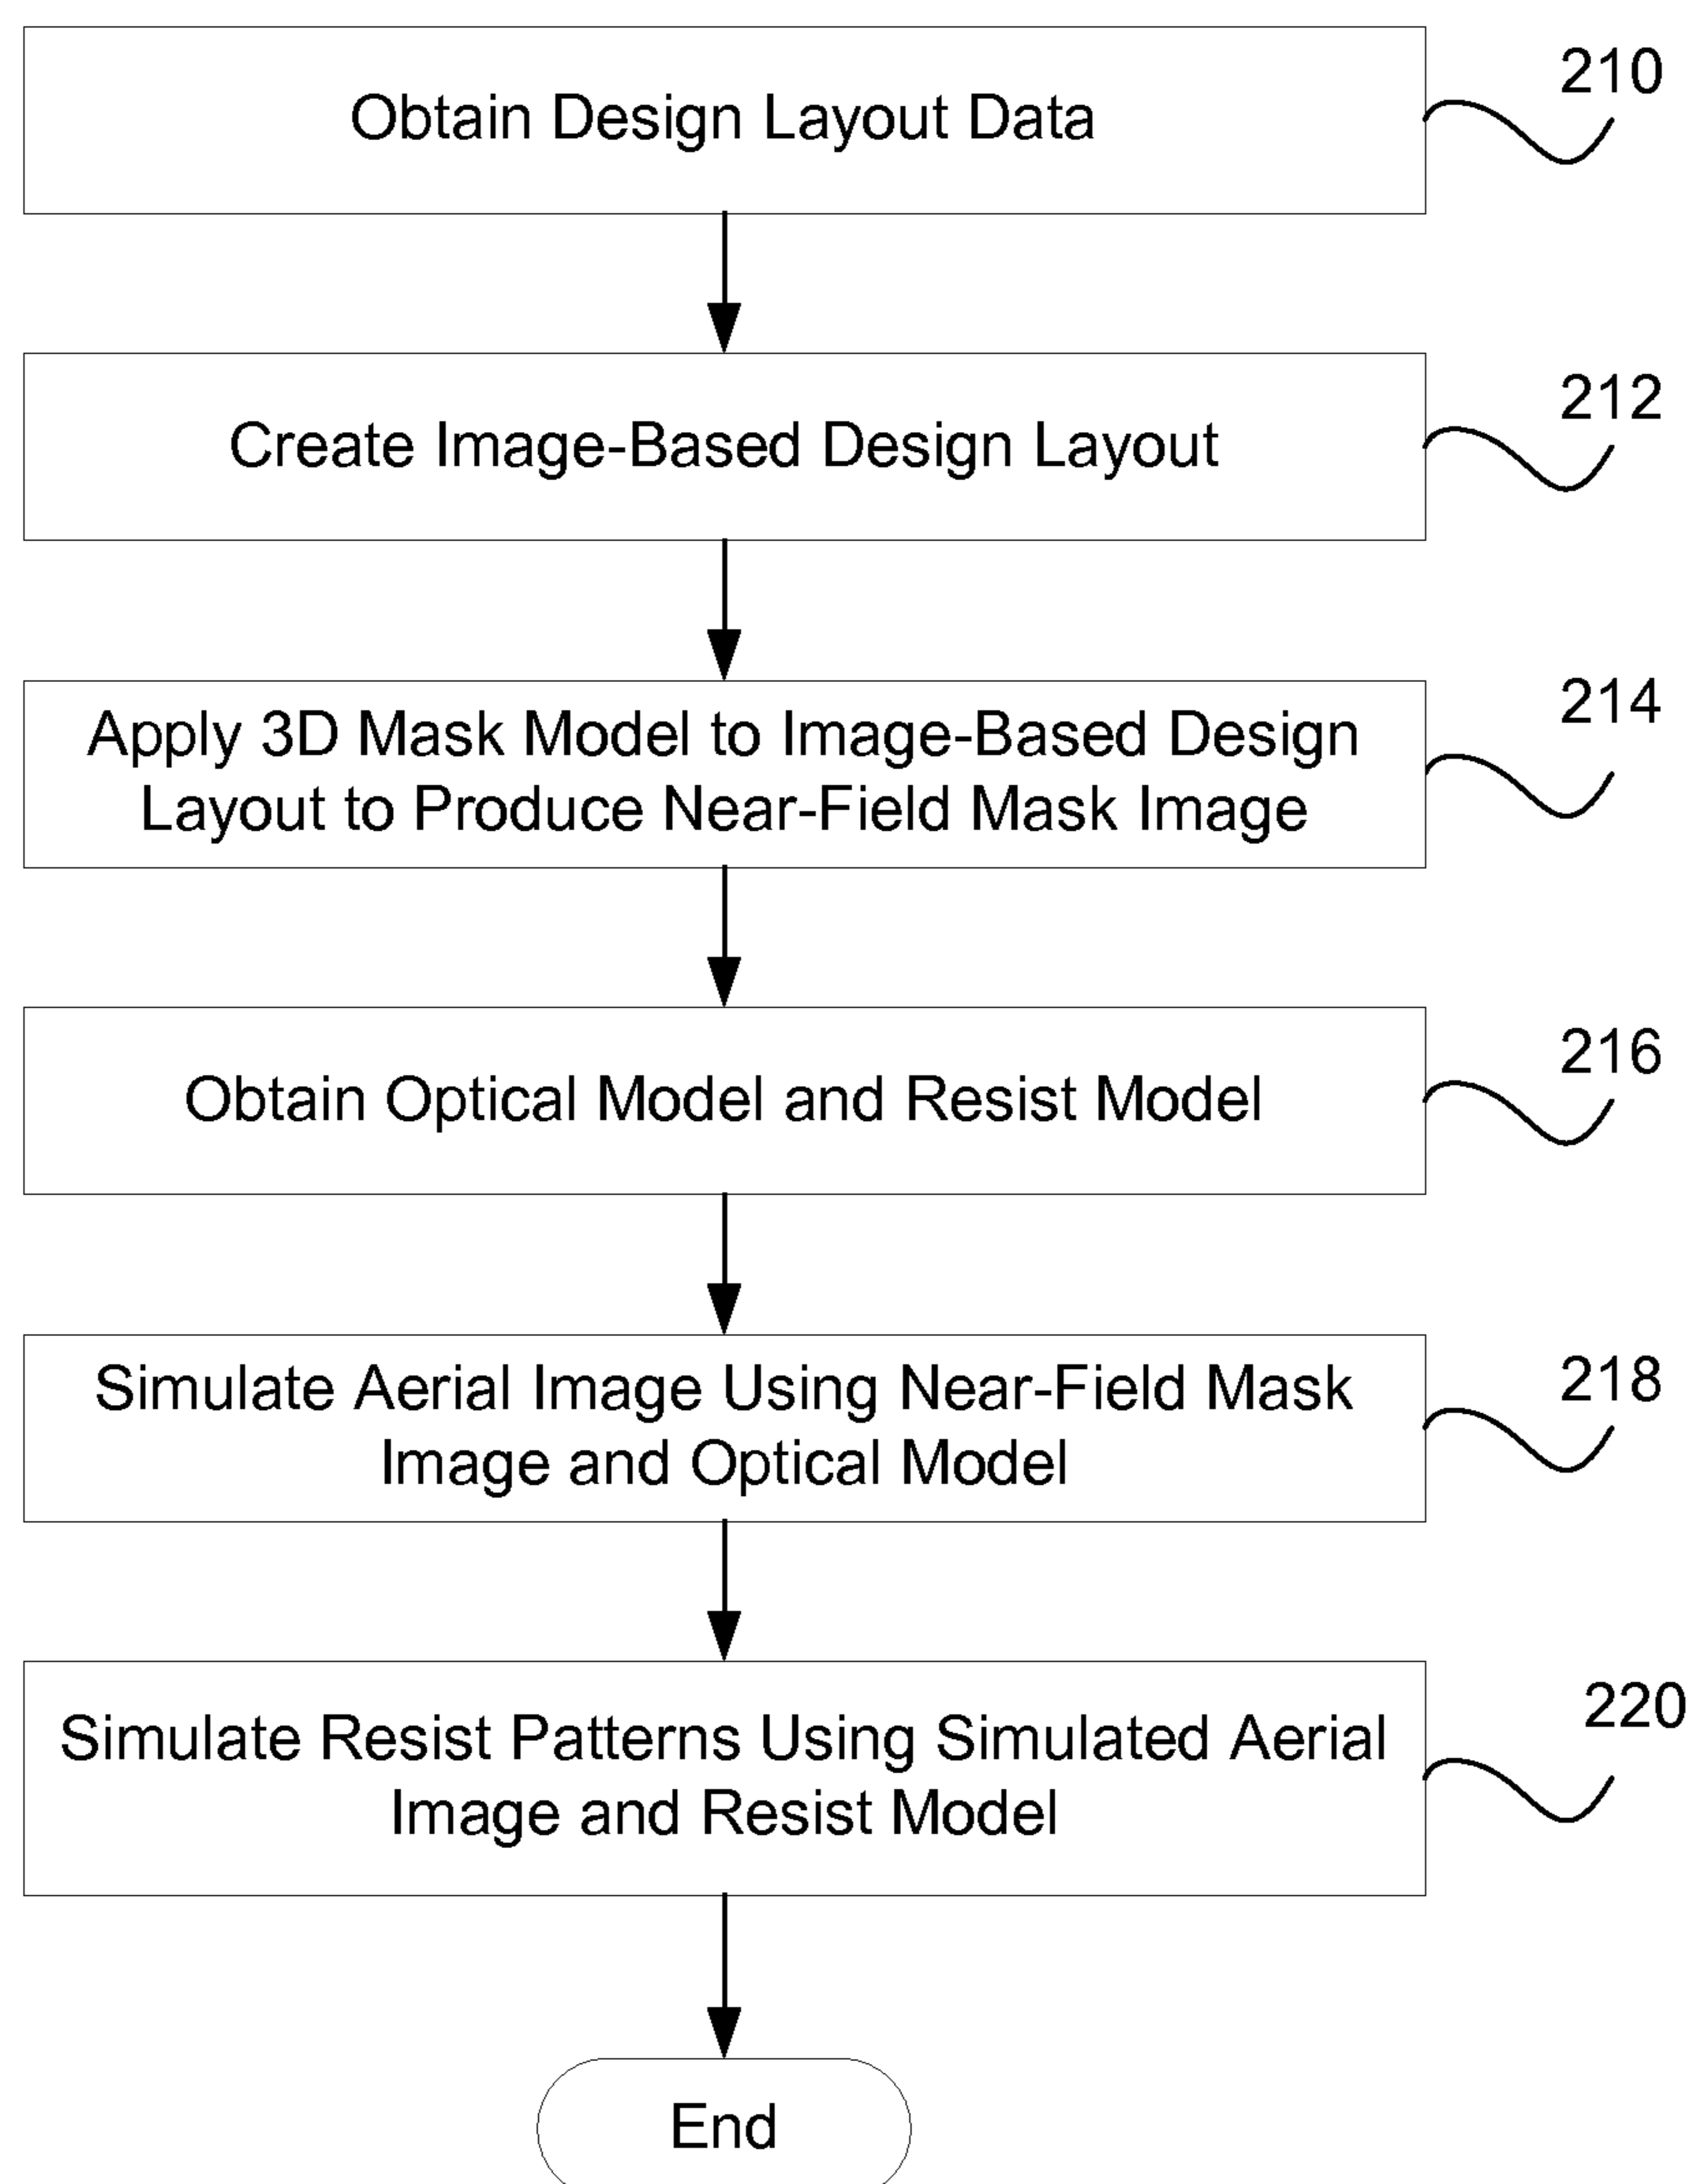 Obtain Design Layout Data
210
Create Image-Based Design Layout
212
Apply 3D Mask Model to Image-Based Design
Layout to Produce Near-Field Mask Image
214
Obtain Optical Model and Resist Model
216
Simulate Aerial Image Using Near-Field Mask
Image and Optical Model
218
Simulate Resist Patterns Using Simulated Aerial
Image and Resist Model
220
End